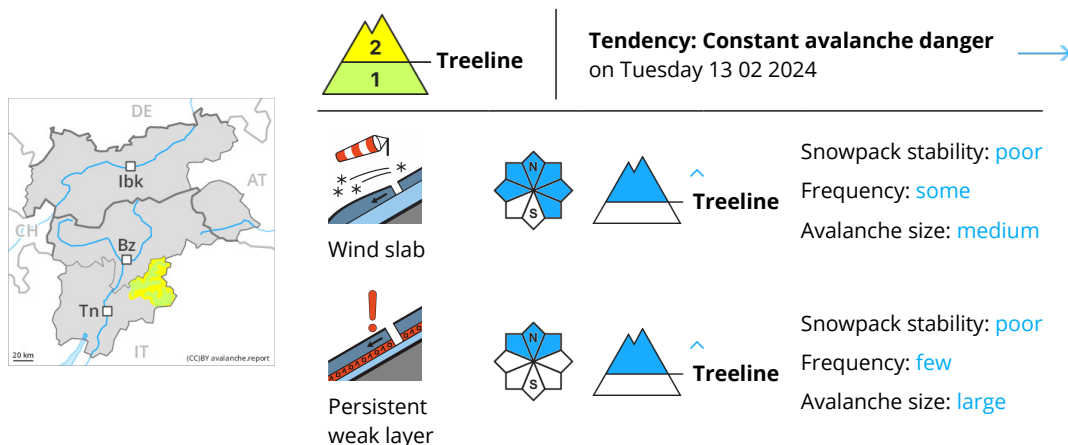 2
1
Treeline
Tendency: Constant avalanche danger
on Tuesday 13 02 2024
DE
AT
Ibk
CH
Bz
Tn
IT
20 km
(CC)BY avalanche.report
Wind slab
N
S
Treeline
Snowpack stability: poor
Frequency: some
Avalanche size: medium
Persistent
weak layer
N
S
Treeline
Snowpack stability: poor
Frequency: few
Avalanche size: large